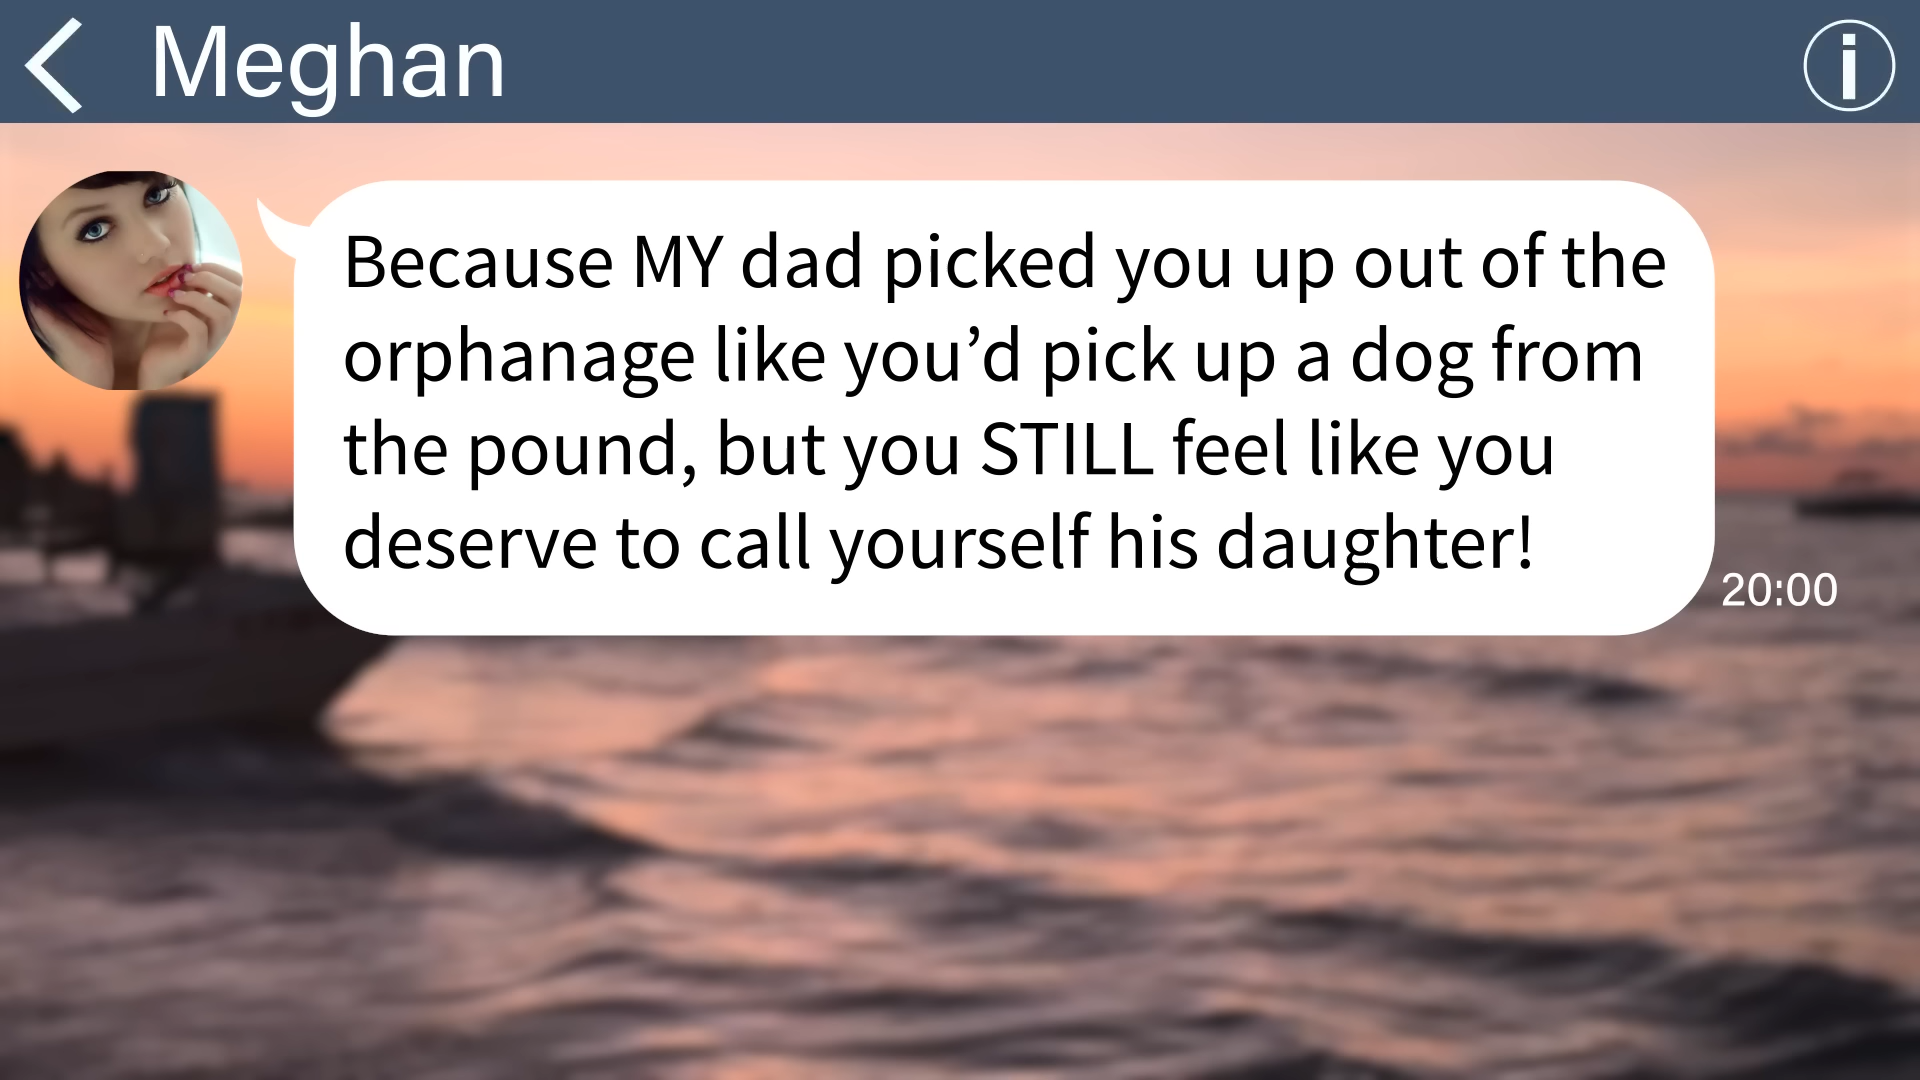 Meghan
Because MY dad picked you up out of the
orphanage like you’d pick up a dog from
the pound, but you STILL feel like you
deserve to call yourself his daughter!
20:00